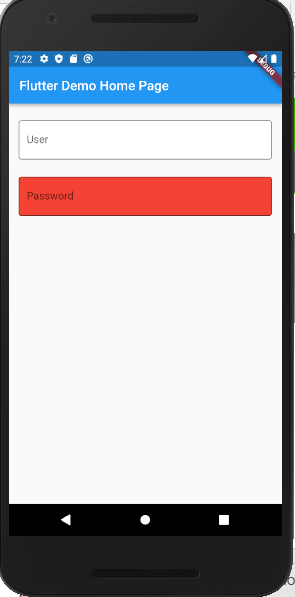 7:22
DEBUG
Flutter Demo Home Page
User
Password